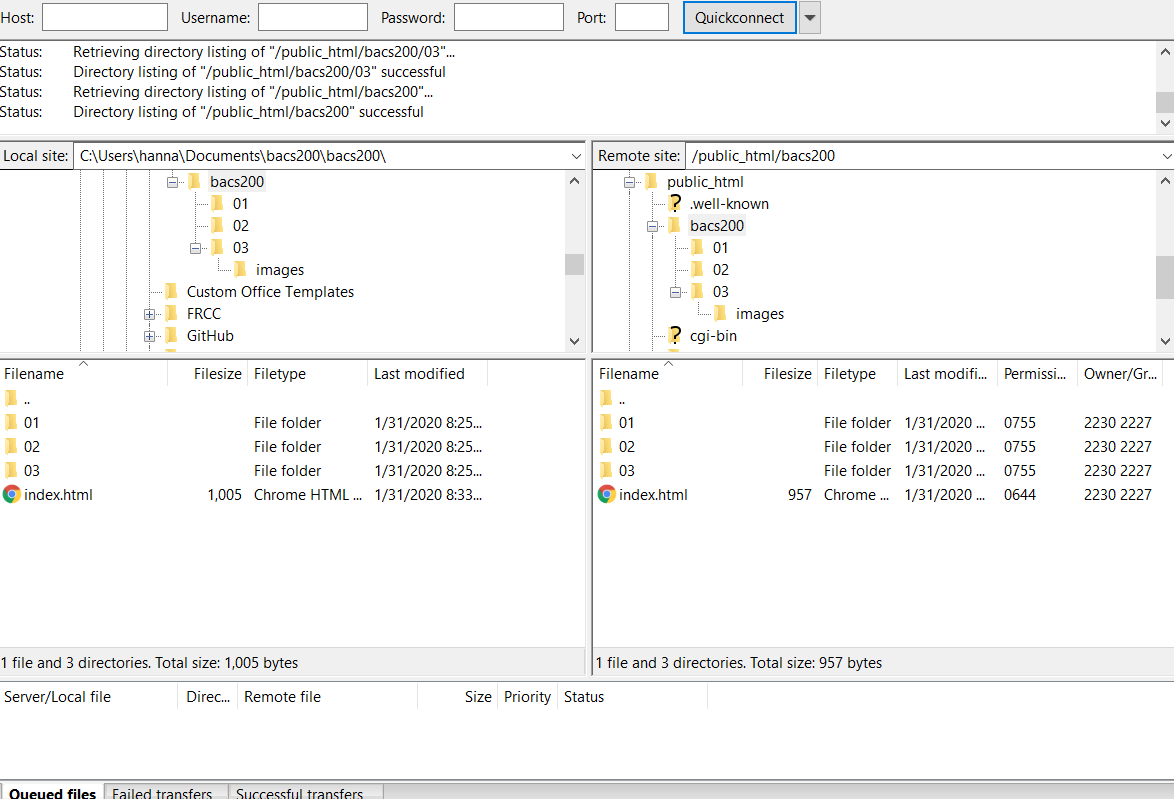 Host: Username: Password: Port: Quickconnect
Status: Retrieving directory listing of "/public_html/bacs200/03"...
Status: Directory listing of "/public_html/bacs200/03" successful
Status: Retrieving directory listing of "/public_html/bacs200"...
Status: Directory listing of "/public_html/bacs200" successful
Local site: C:\Users\hanna\Documents\bacs200\bacs200\
bacs200
01
02
03
images
Custom Office Templates
FRCC
GitHub
Remote site: /public_html/bacs200
public_html
? .well-known
bacs200
01
02
03
images
? cgi-bin
Filename Filesize Filetype Last modified
..
01 File folder 1/31/2020 8:25...
02 File folder 1/31/2020 8:25...
03 File folder 1/31/2020 8:25...
index.html 1,005 Chrome HTML ... 1/31/2020 8:33...
1 file and 3 directories. Total size: 1,005 bytes
Filename Filesize Filetype Last modifi... Permissi... Owner/Gr...
..
01 File folder 1/31/2020 ... 0755 2230 2227
02 File folder 1/31/2020 ... 0755 2230 2227
03 File folder 1/31/2020 ... 0755 2230 2227
index.html 957 Chrome ... 1/31/2020 ... 0644 2230 2227
1 file and 3 directories. Total size: 957 bytes
Server/Local file Direc... Remote file Size Priority Status
Queued files Failed transfers Successful transfers